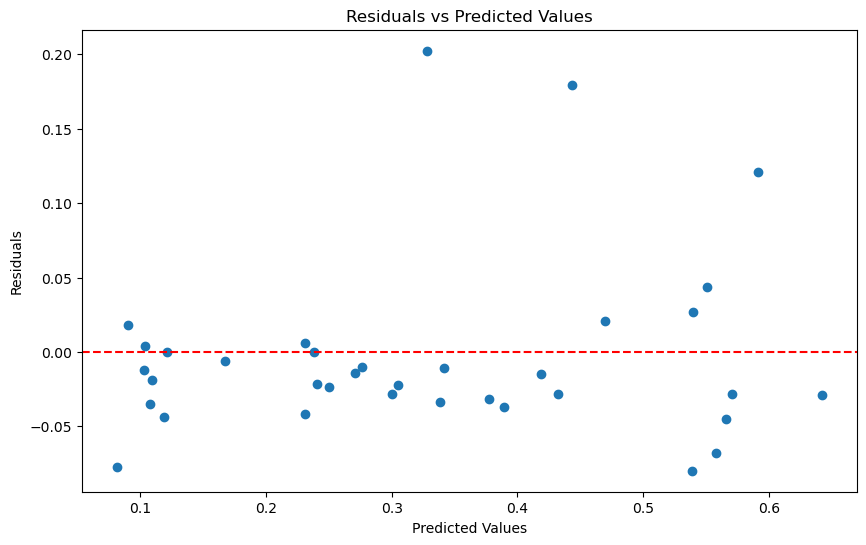 Residuals vs Predicted Values
0.20
0.15
0.10
0.05
0.00
−0.05
Residuals
0.1 0.2 0.3 0.4 0.5 0.6
Predicted Values